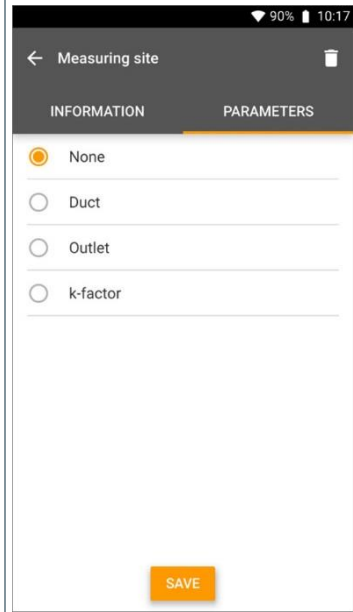 90% 10:17
Measuring site
INFORMATION PARAMETERS
None
Duct
Outlet
k-factor
SAVE